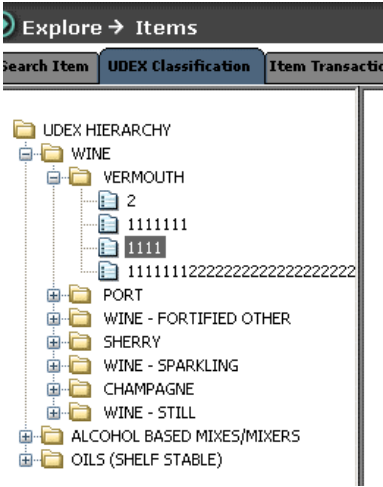 Explore → Items
Search Item UDEX Classification Item Transactio
UDEX HIERARCHY
WINE
VERMOUTH
2
1111111
1111
1111111222222222222222222222
PORT
WINE - FORTIFIED OTHER
SHERRY
WINE - SPARKLING
CHAMPAGNE
WINE - STILL
ALCOHOL BASED MIXES/MIXERS
OILS (SHELF STABLE)